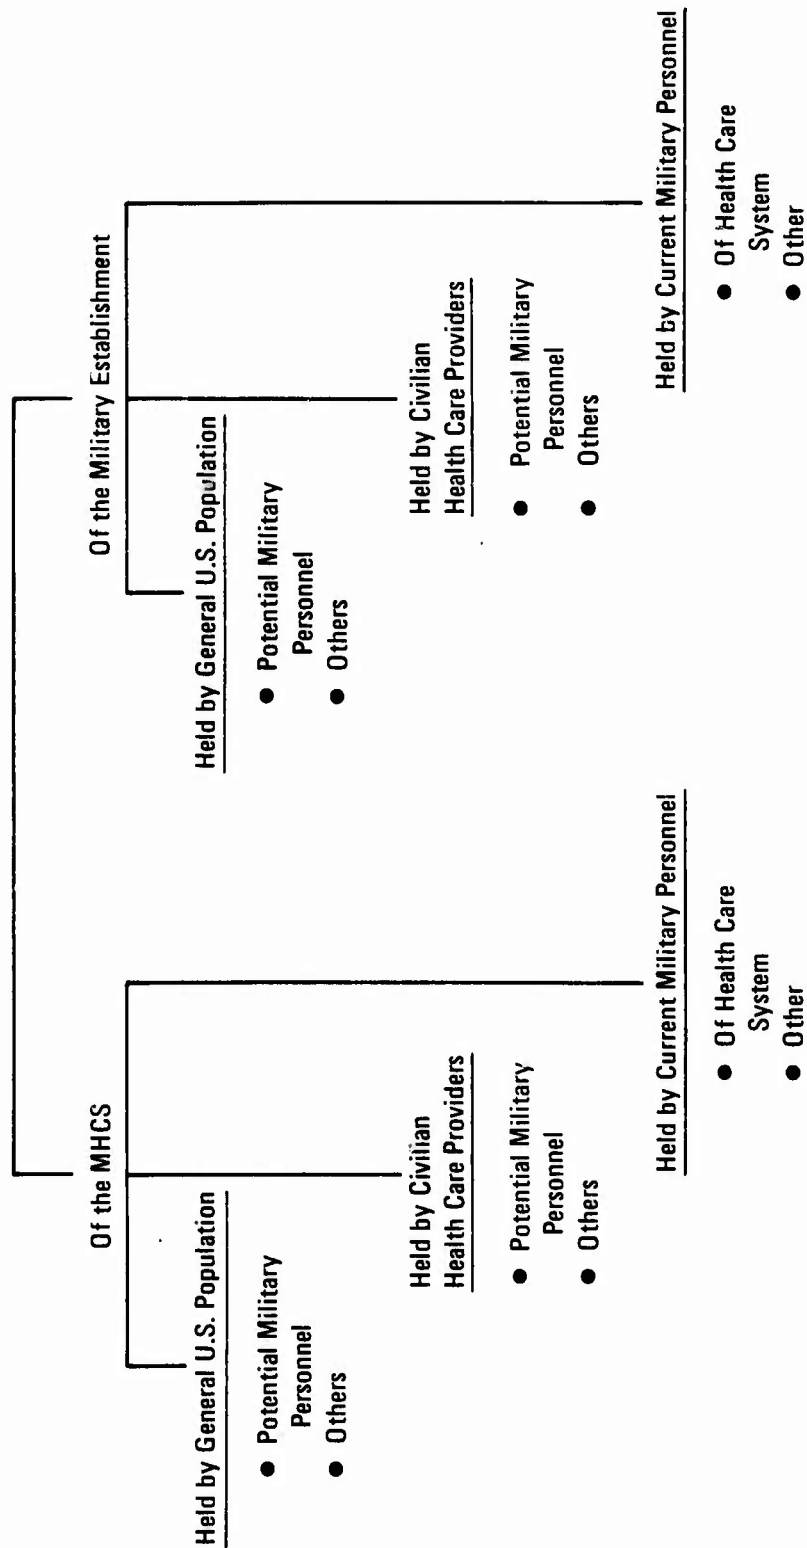 Of the MHCS
Held by General U.S. Population
● Potential Military
Personnel
● Others
Held by Civilian
Health Care Providers
● Potential Military
Personnel
● Others
Held by Current Military Personnel
● Of Health Care
System
● Other
Of the Military Establishment
Held by General U.S. Population
● Potential Military
Personnel
● Others
Held by Civilian
Health Care Providers
● Potential Military
Personnel
● Others
Held by Current Military Personnel
● Of Health Care
System
● Other